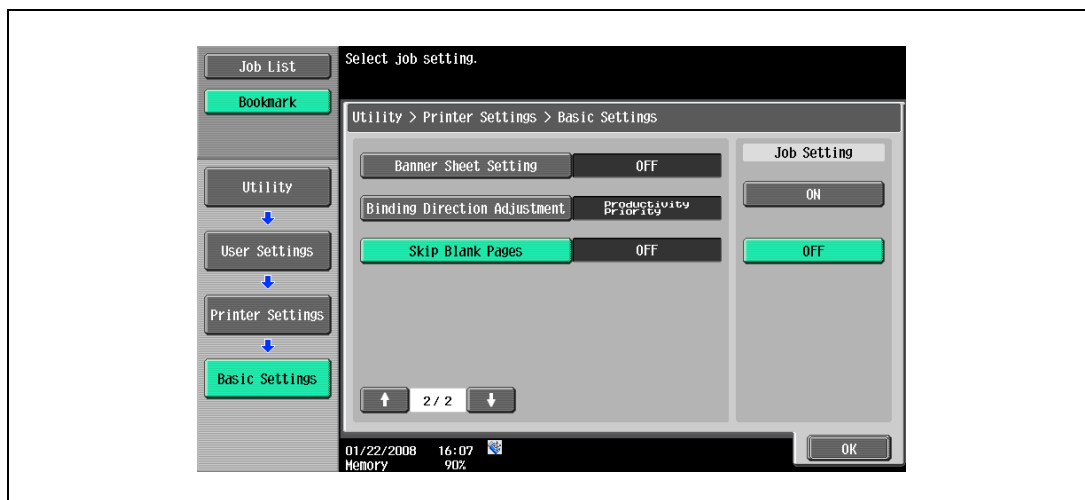 Job List
Bookmark
Select job setting.
Utility > Printer Settings > Basic Settings
Utility
User Settings
Printer Settings
Basic Settings
Banner Sheet Setting
OFF
Binding Direction Adjustment
Productivity
Priority
Skip Blank Pages
OFF
2/ 2
Job Setting
ON
OFF
01/22/2008 16:07
Memory 90%
OK